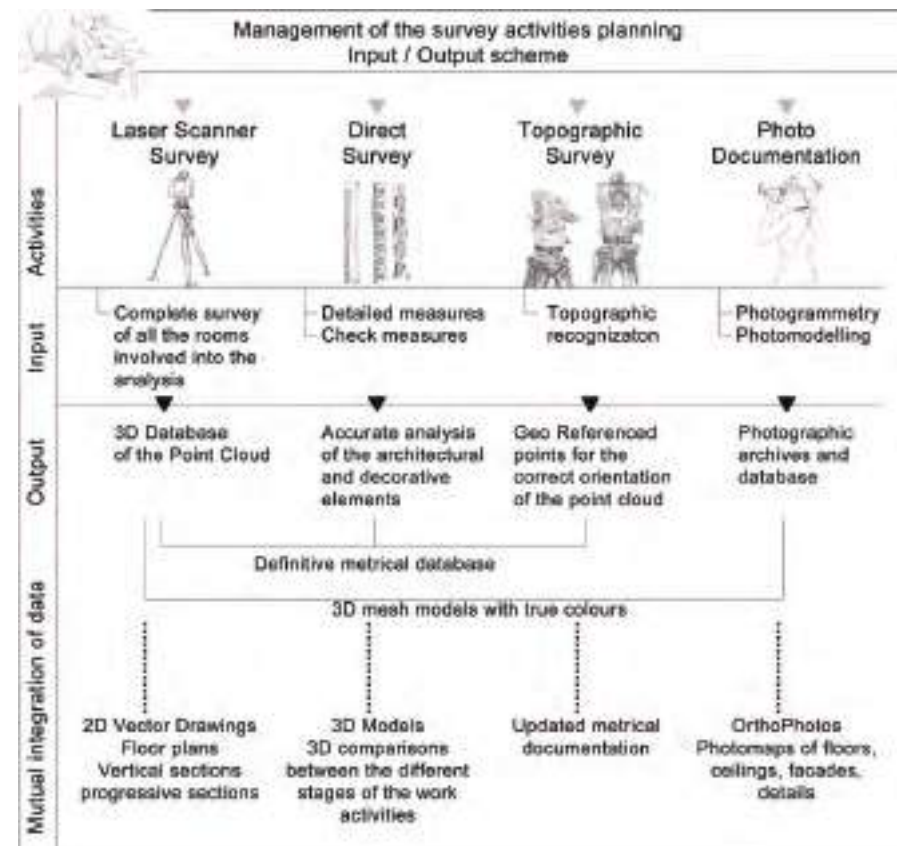 Management of the survey activities planning
Input / Output scheme
Activities
Laser Scanner
Survey
Direct
Survey
Topographic
Survey
Photo
Documentation
Input
Complete survey
of all the rooms
involved into the
analysis
Detailed measures
Check measures
Topographic
recognizaton
Photogrammetry
Photomodelling
Output
3D Database
of the Point Cloud
Accurate analysis
of the architectural
and decorative
elements
Geo Referenced
points for the
correct orientation
of the point cloud
Photographic
archives and
database
Mutual integration of data
Definitive metrical database
3D mesh models with true colours
2D Vector Drawings
Floor plans
Vertical sections
progressive sections
3D Models
3D comparisons
between the different
stages of the work
activities
Updated metrical
documentation
OrthoPhotos
Photomaps of floors,
ceilings, facades,
details